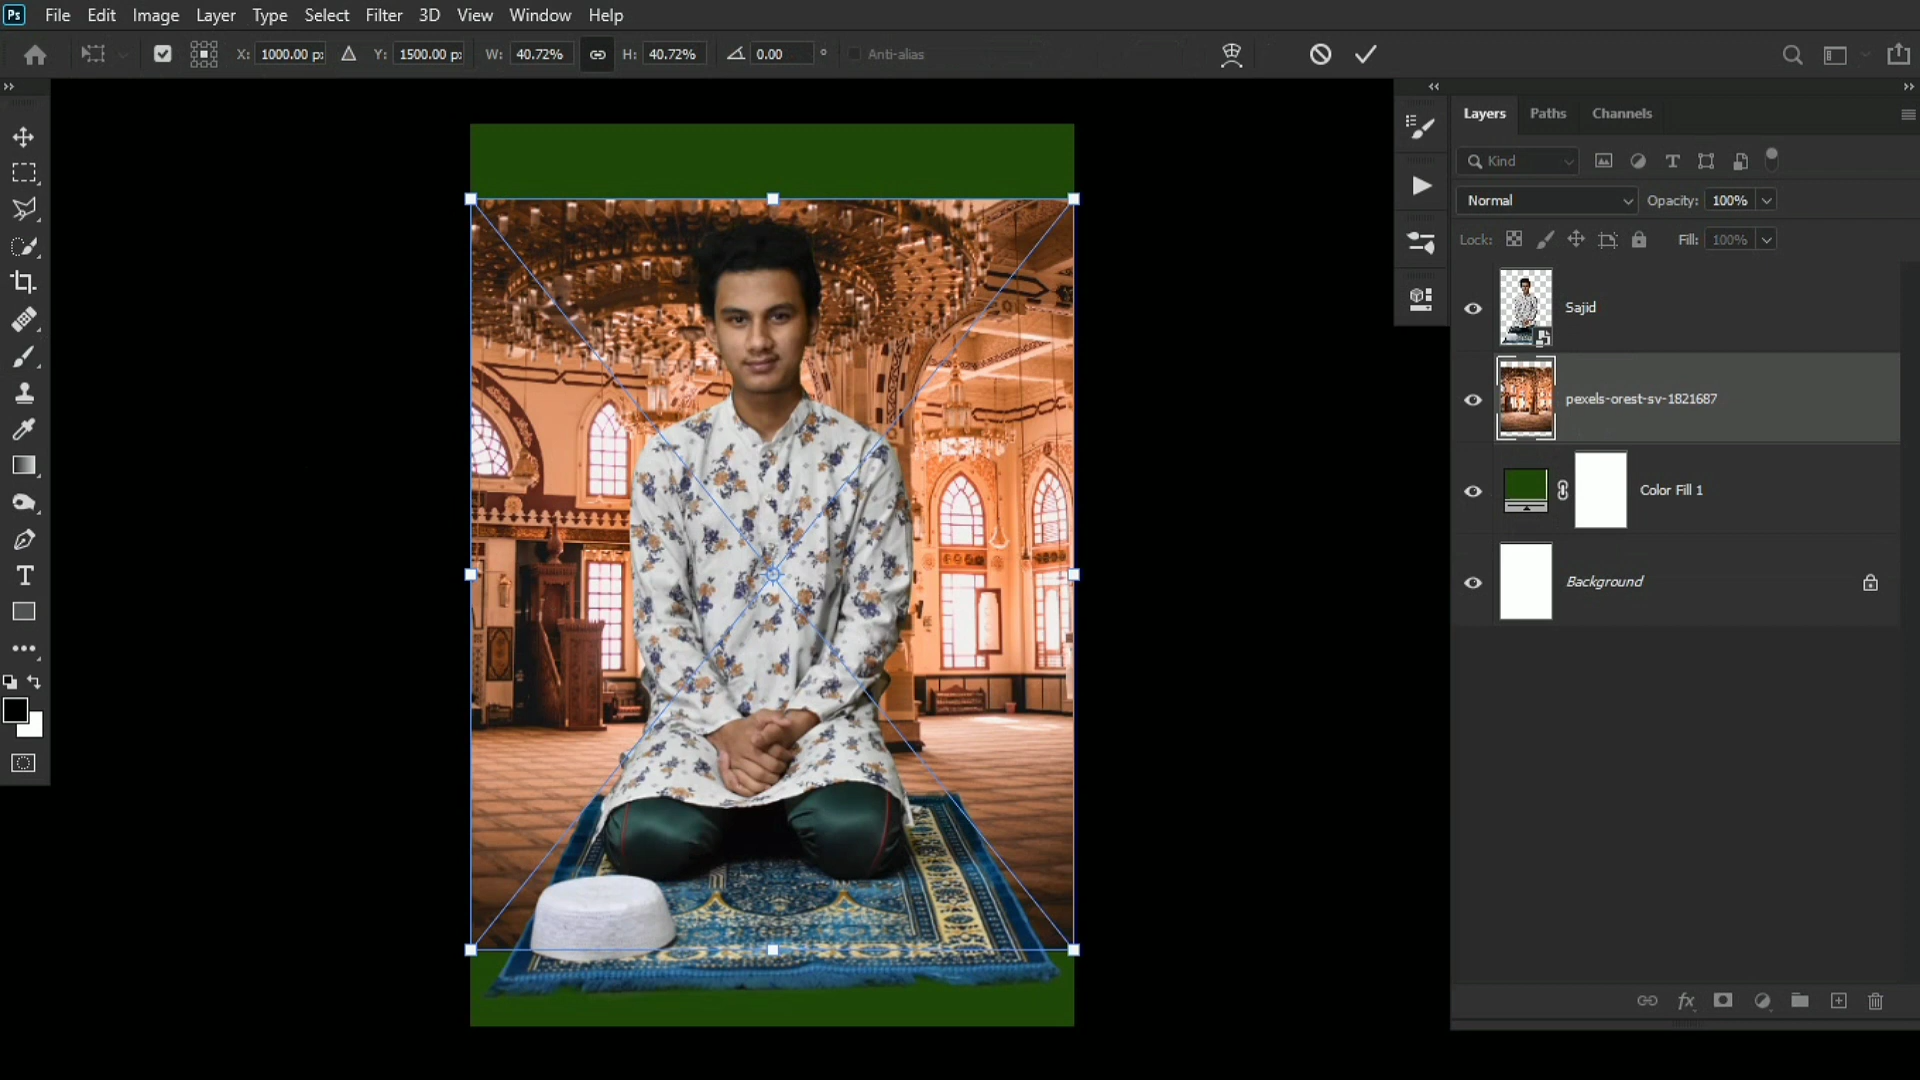 Ps File Edit Image Layer Type Select Filter 3D View Window Help
X: 1000.00 px Y: 1500.00 px W: 40.72% H: 40.72% 0.00 ° Anti-alias
Layers Paths Channels
Kind
Normal Opacity: 100%
Lock: Fill: 100%
Sajid
pexels-orest-sv-1821687
Color Fill 1
Background